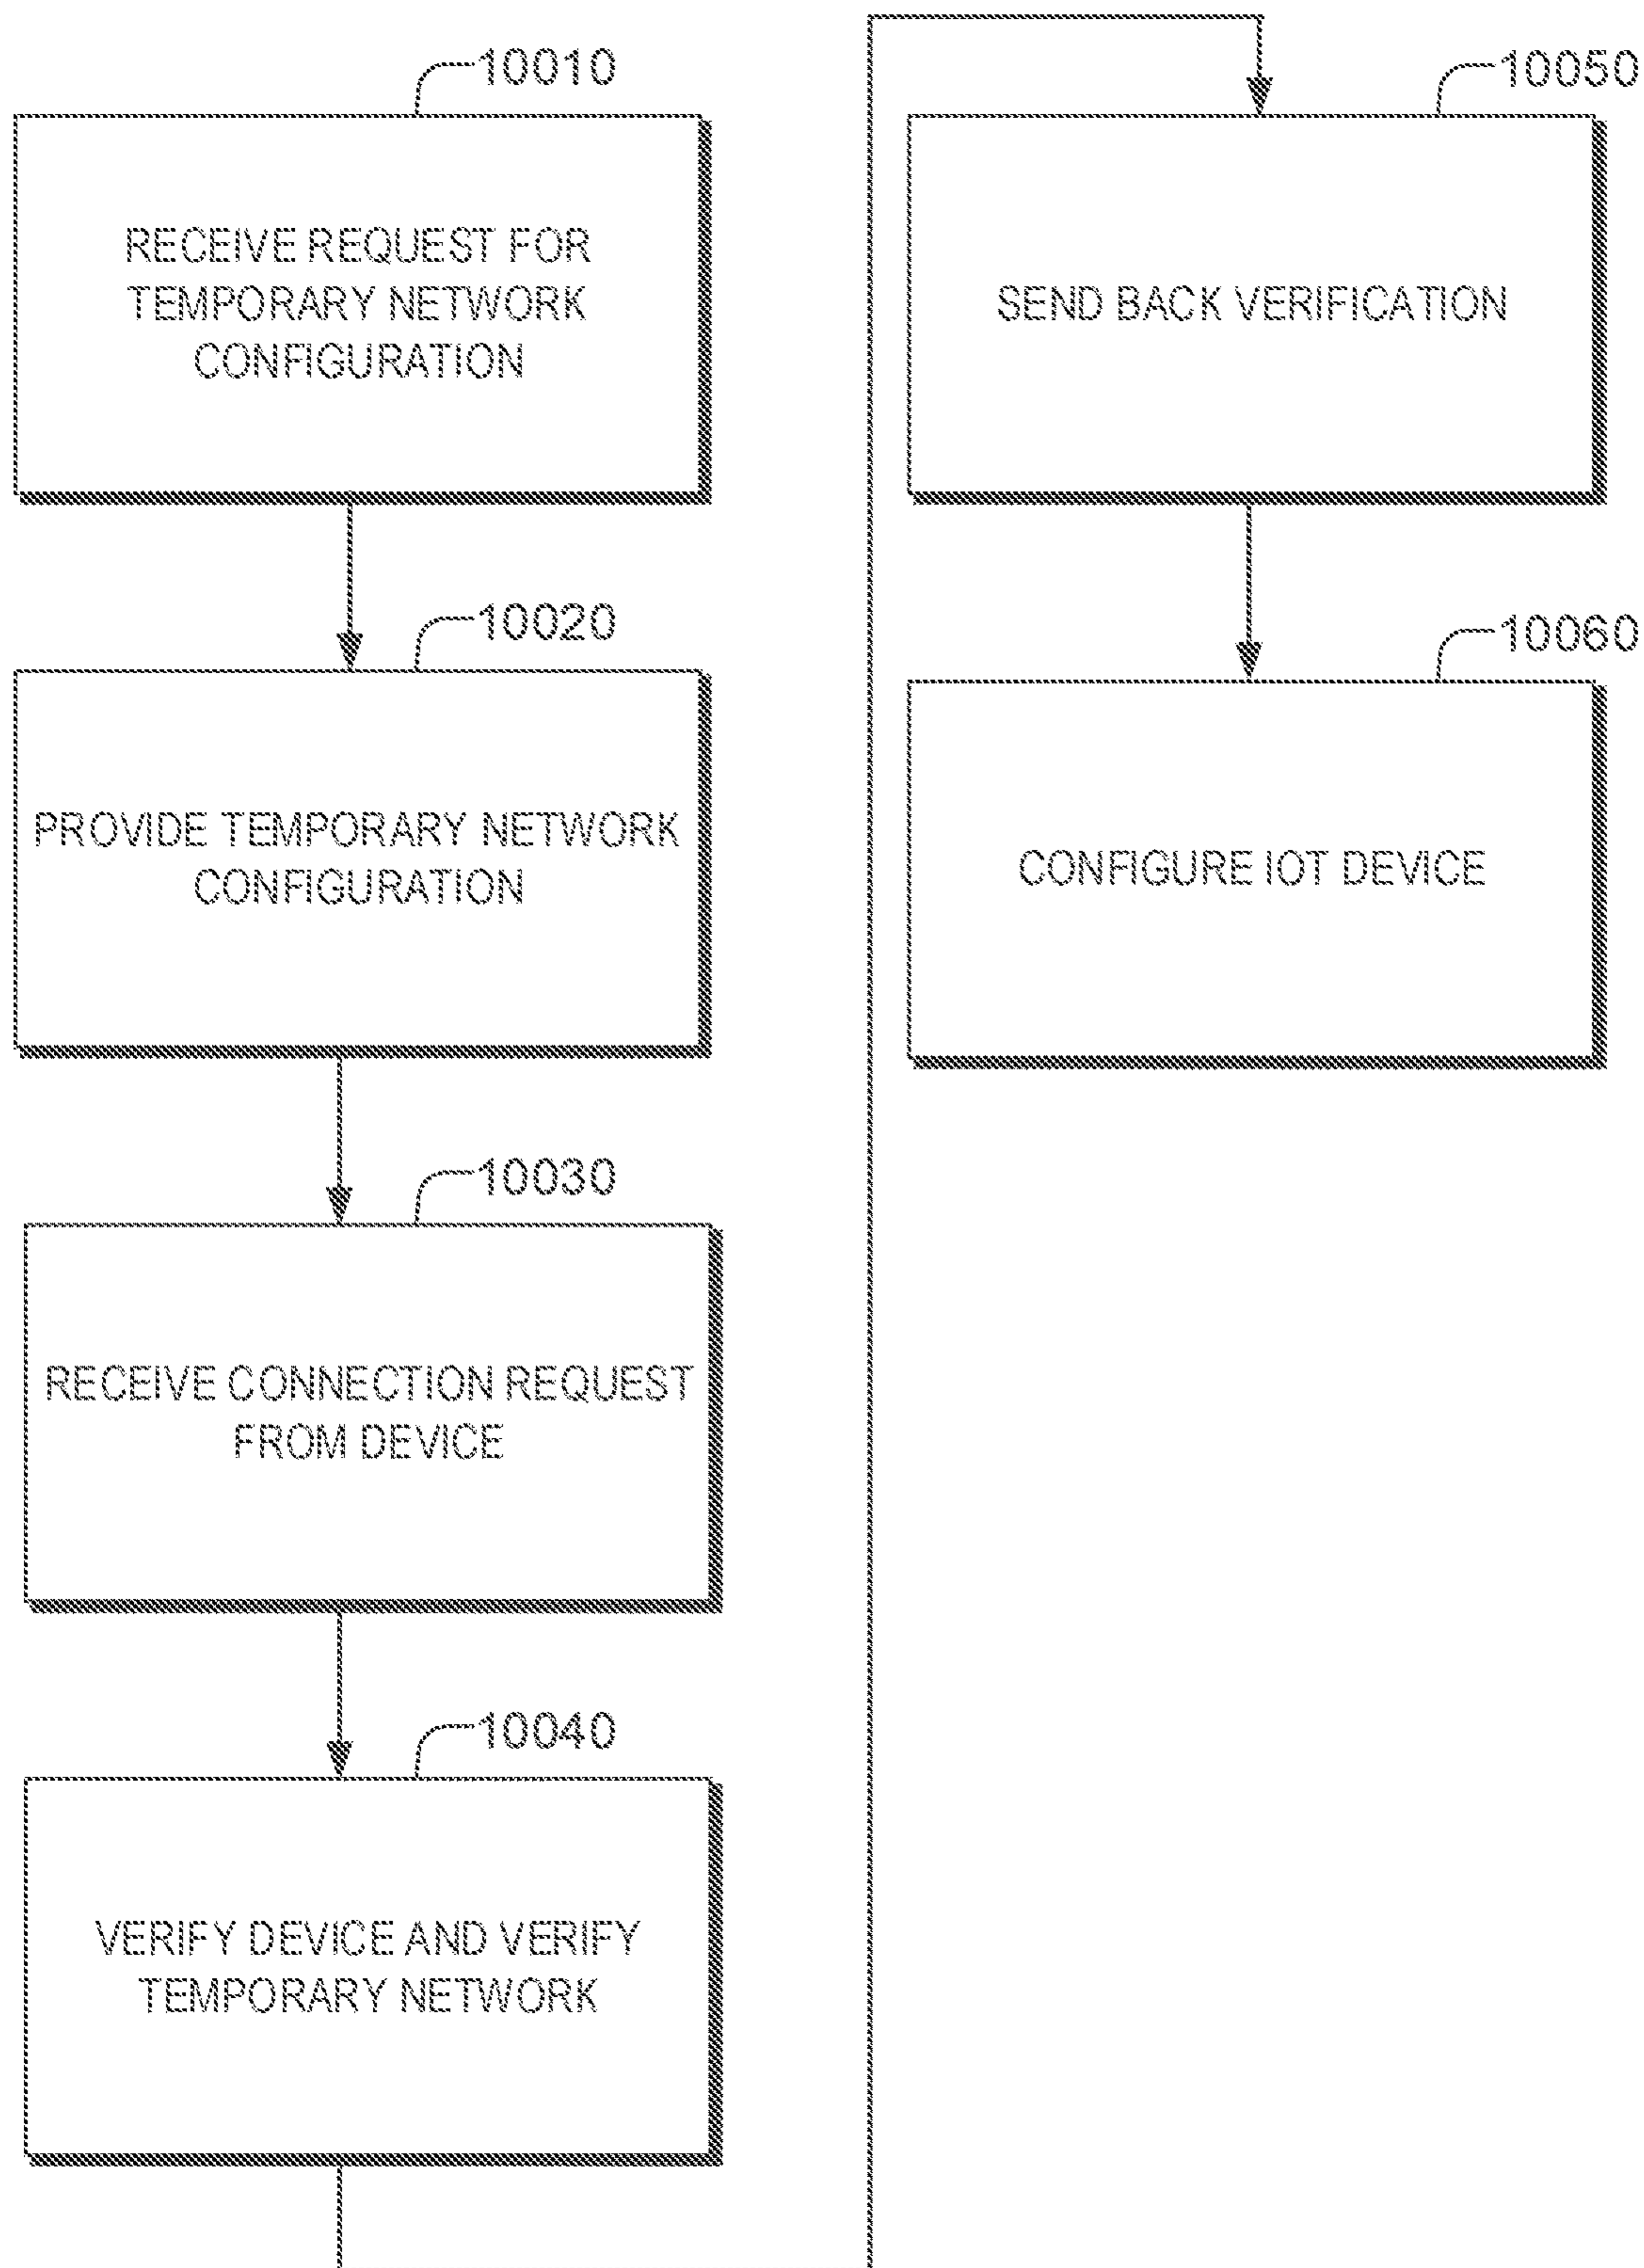 10010
RECEIVE REQUEST FOR
TEMPORARY NETWORK
CONFIGURATION
10020
PROVIDE TEMPORARY NETWORK
CONFIGURATION
10030
RECEIVE CONNECTION REQUEST
FROM DEVICE
10040
VERIFY DEVICE AND VERIFY
TEMPORARY NETWORK
10050
SEND BACK VERIFICATION
10060
CONFIGURE IOT DEVICE